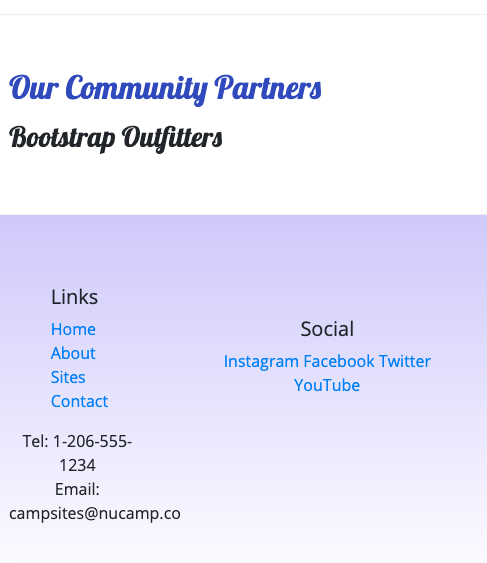 Our Community Partners
Bootstrap Outfitters
Links
Home
About
Sites
Contact
Social
Instagram Facebook Twitter
YouTube
Tel: 1-206-555-
1234
Email:
campsites@nucamp.co